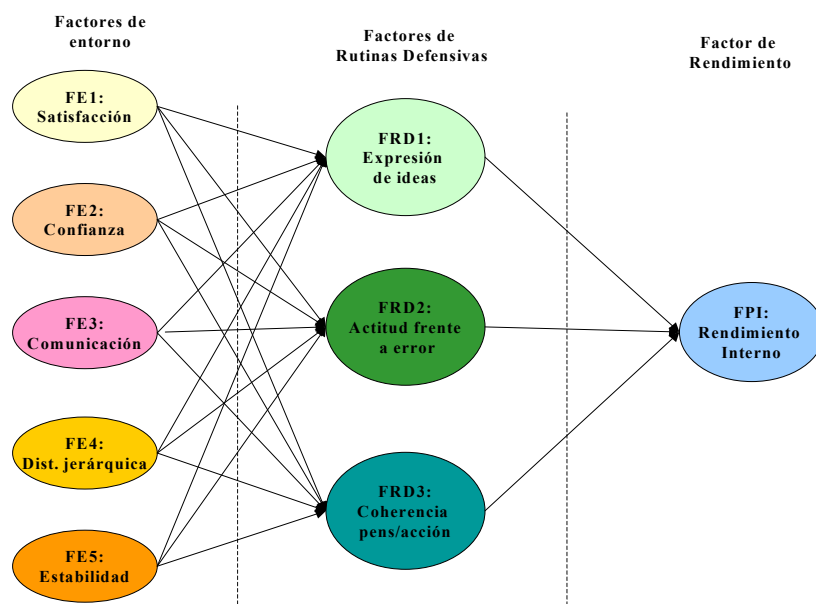 Factores de
entorno
Factores de
Rutinas Defensivas
Factor de
Rendimiento
FE1:
Satisfacción
FE2:
Confianza
FE3:
Comunicación
FE4:
Dist. jerárquica
FE5:
Estabilidad
FRD1:
Expresión
de ideas
FRD2:
Actitud frente
a error
FRD3:
Coherencia
pens/acción
FPI:
Rendimiento
Interno